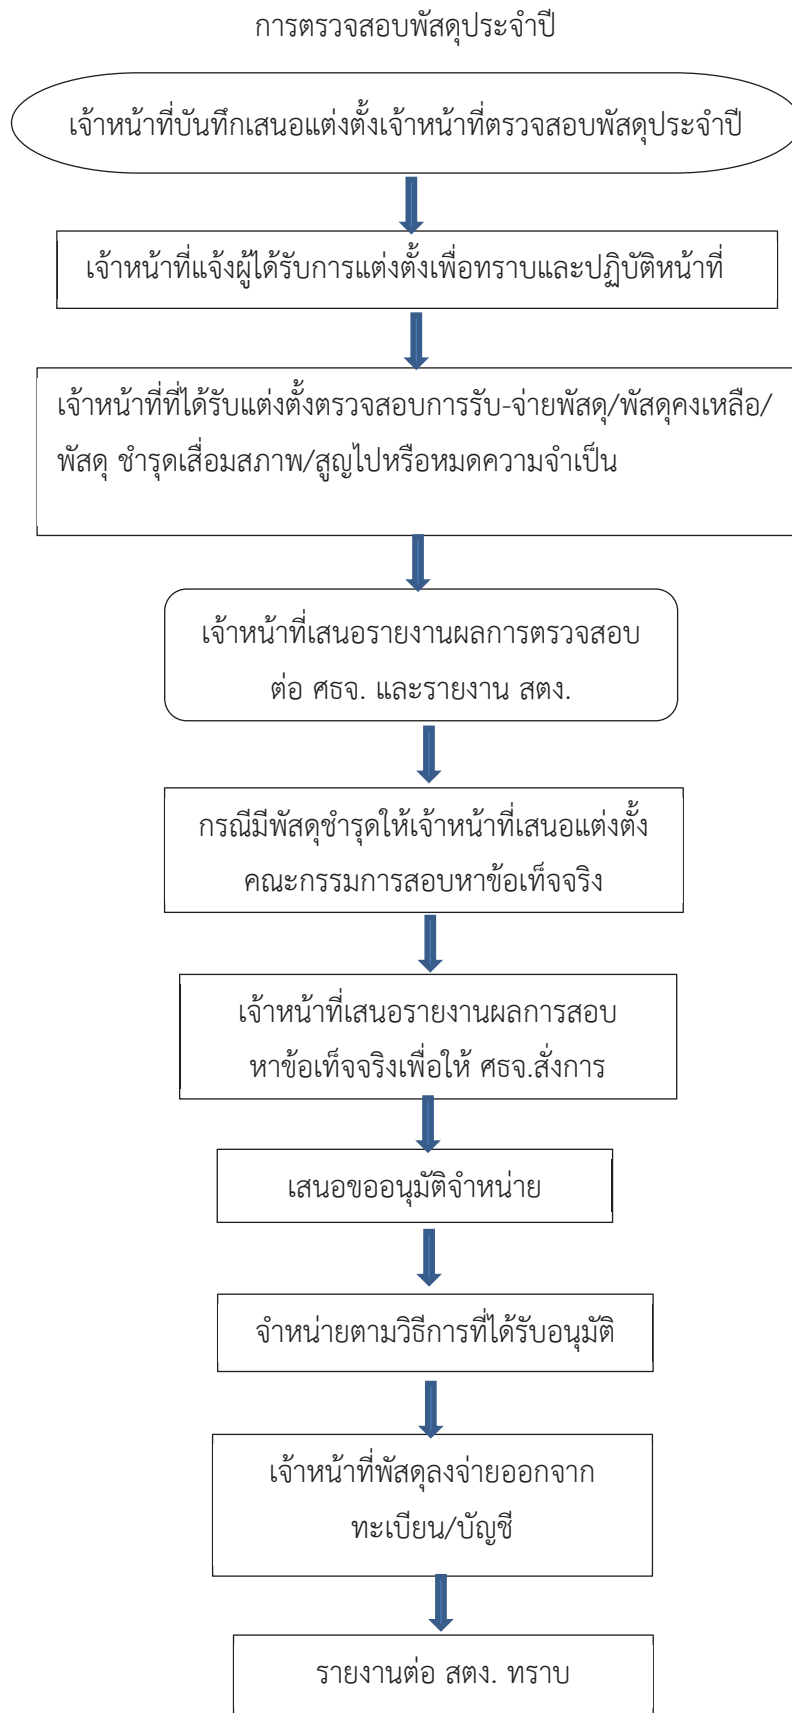 การตรวจสอบพัสดุประจำปี
เจ้าหน้าที่บันทึกเสนอแต่งตั้งเจ้าหน้าที่ตรวจสอบพัสดุประจำปี
เจ้าหน้าที่แจ้งผู้ได้รับการแต่งตั้งเพื่อทราบและปฏิบัติหน้าที่
เจ้าหน้าที่ที่ได้รับแต่งตั้งตรวจสอบการรับ-จ่ายพัสดุ/พัสดุคงเหลือ/
พัสดุ ชำรุดเสื่อมสภาพ/สูญไปหรือหมดความจำเป็น
เจ้าหน้าที่เสนอรายงานผลการตรวจสอบ
ต่อ ศธจ. และรายงาน สตง.
กรณีมีพัสดุชำรุดให้เจ้าหน้าที่เสนอแต่งตั้ง
คณะกรรมการสอบหาข้อเท็จจริง
เจ้าหน้าที่เสนอรายงานผลการสอบ
หาข้อเท็จจริงเพื่อให้ ศธจ.สั่งการ
เสนอขออนุมัติจำหน่าย
จำหน่ายตามวิธีการที่ได้รับอนุมัติ
เจ้าหน้าที่พัสดุลงจ่ายออกจาก
ทะเบียน/บัญชี
รายงานต่อ สตง. ทราบ